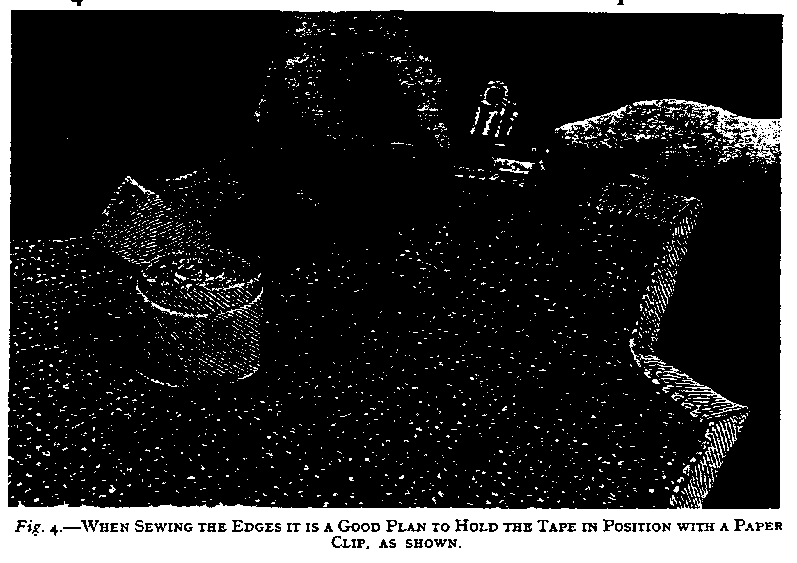 Fig. 4.—When Sewing the Edges it is a Good Plan to Hold the Tape in Position with a Paper
Clip, as shown.